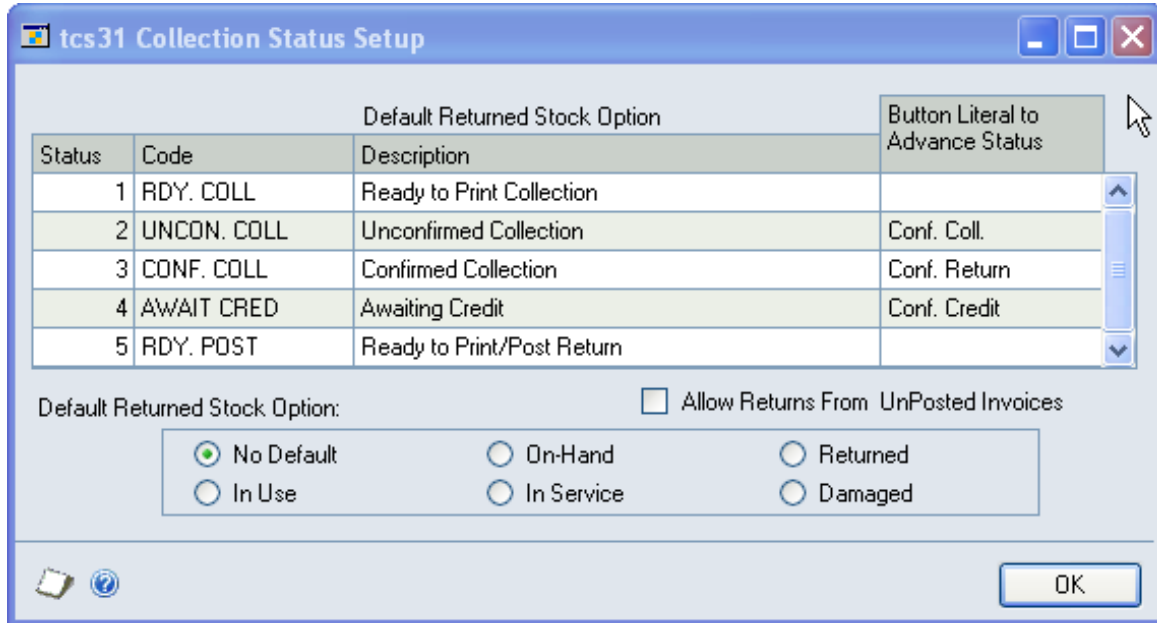 tcs31 Collection Status Setup
Default Returned Stock Option
Button Literal to
Advance Status
Status Code Description
1 RDY. COLL Ready to Print Collection
2 UNCON. COLL Unconfirmed Collection Conf. Coll.
3 CONF. COLL Confirmed Collection Conf. Return
4 AWAIT CRED Awaiting Credit Conf. Credit
5 RDY. POST Ready to Print/Post Return
Default Returned Stock Option: Allow Returns From UnPosted Invoices
No Default On-Hand Returned
In Use In Service Damaged
OK